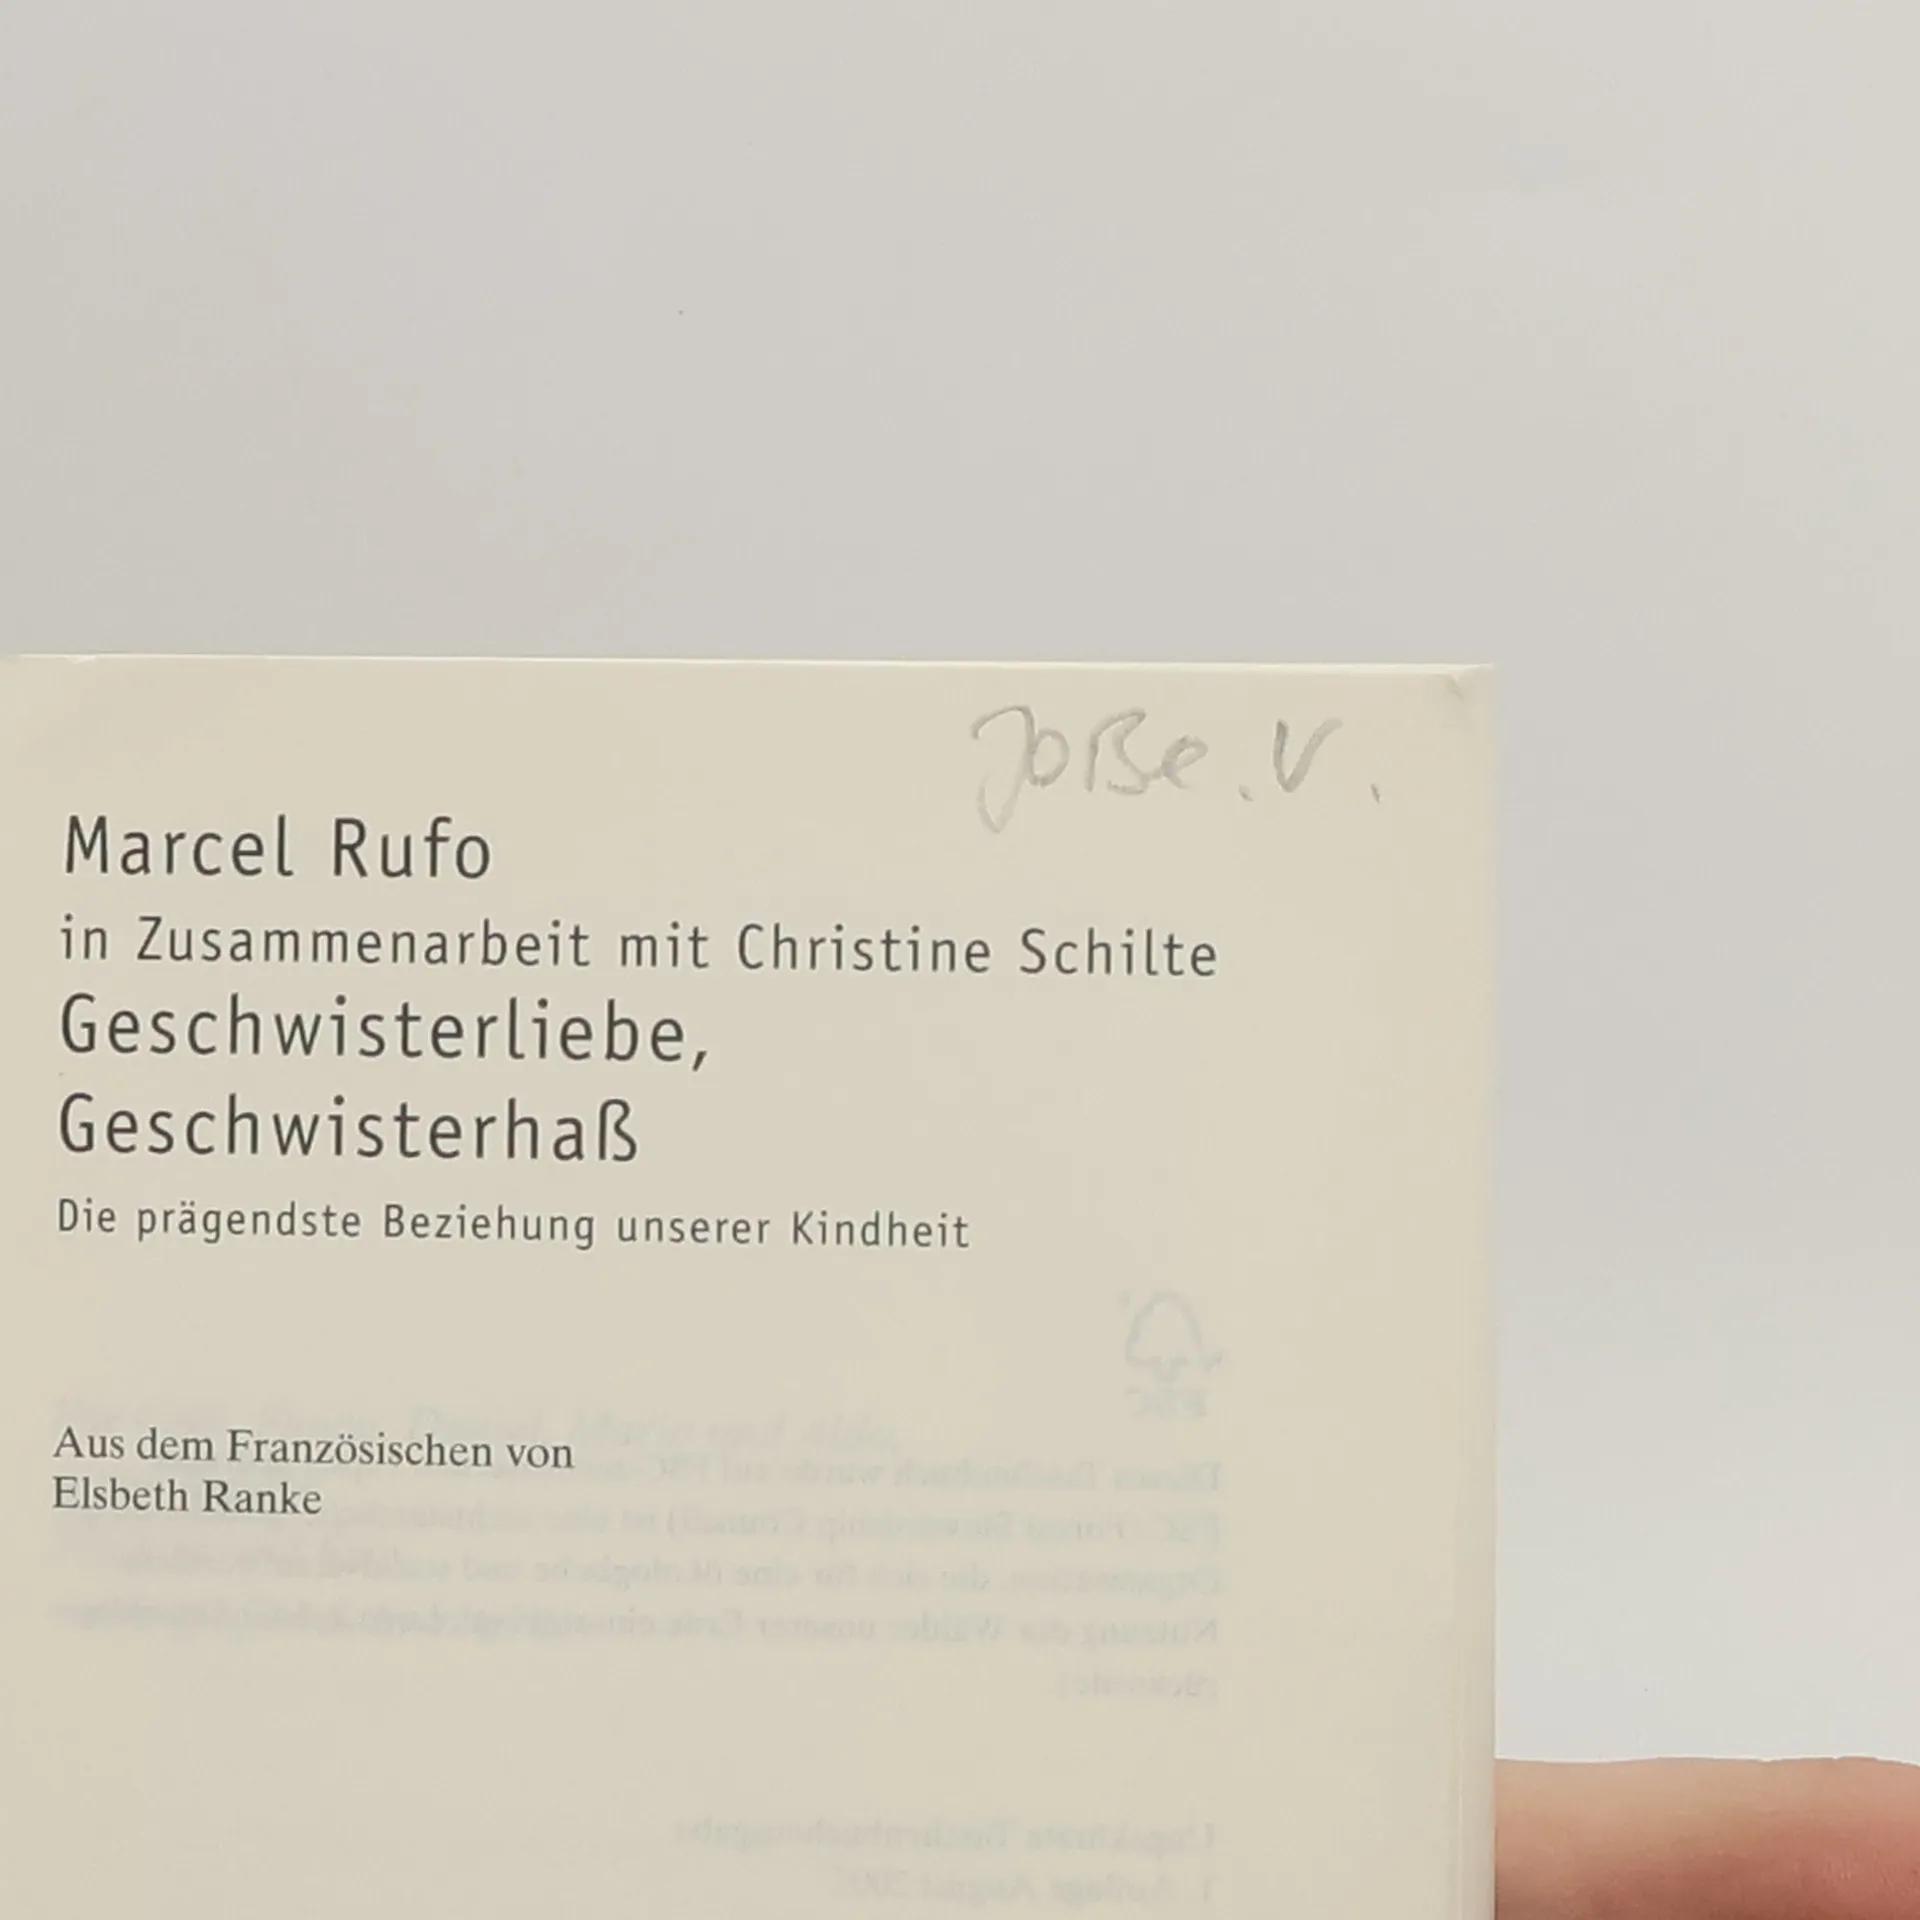 JoBe.V.
Marcel Rufo
in Zusammenarbeit mit Christine Schilte
Geschwisterliebe,
Geschwisterhaß
Die prägendste Beziehung unserer Kindheit
Aus dem Französischen von
Elsbeth Ranke